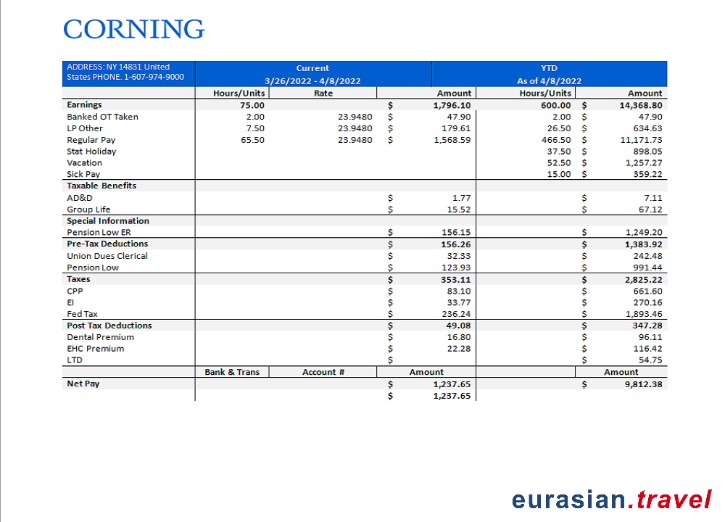 CORNING
ADDRESS: NY 14831 United States PHONE. 1-607-974-9000
Current
3/26/2022 - 4/8/2022
YTD
As of 4/8/2022
Hours/Units Rate Amount Hours/Units Amount
Earnings 75.00 $ 1,796.10 600.00 $ 14,368.80
Banked OT Taken 2.00 23.9480 $ 47.90 2.00 $ 47.90
LP Other 7.50 23.9480 $ 179.61 26.50 $ 634.63
Regular Pay 65.50 23.9480 $ 1,568.59 466.50 $ 11,171.73
Stat Holiday 37.50 $ 898.05
Vacation 52.50 $ 1,257.27
Sick Pay 15.00 $ 359.22
Taxable Benefits
AD&D $ 1.77 $ 7.11
Group Life $ 15.52 $ 67.12
Special Information
Pension Low ER $ 156.15 $ 1,249.20
Pre-Tax Deductions $ 156.26 $ 1,383.92
Union Dues Clerical $ 32.33 $ 242.48
Pension Low $ 123.93 $ 991.44
Taxes $ 353.11 $ 2,825.22
CPP $ 83.10 $ 661.60
EI $ 33.77 $ 270.16
Fed Tax $ 236.24 $ 1,893.46
Post Tax Deductions $ 49.08 $ 347.28
Dental Premium $ 16.80 $ 96.11
EHC Premium $ 22.28 $ 116.42
LTD $ $ 54.75
Bank & Trans Account # Amount Amount
Net Pay $ 1,237.65 $ 9,812.38
$ 1,237.65
eurasian.travel